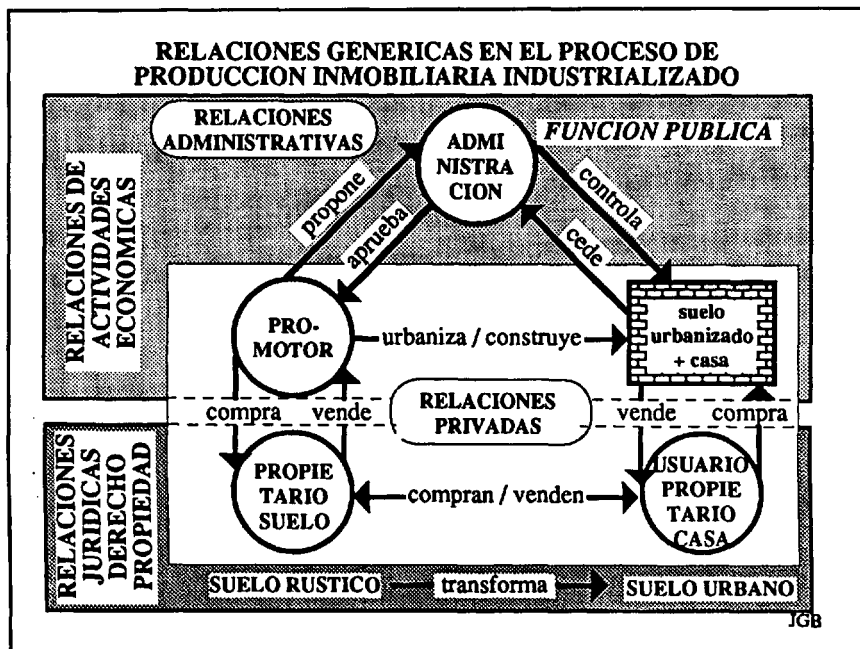 RELACIONES GENERICAS EN EL PROCESO DE
PRODUCCION INMOBILIARIA INDUSTRIALIZADO
RELACIONES DE
ACTIVIDADES
ECONOMICAS
RELACIONES
ADMINISTRATIVAS
ADMI
NISTRA
CION
FUNCION PUBLICA
propone
aprueba
controla
cede
PRO-
MOTOR
urbaniza / construye
suelo
urbanizado
+ casa
compra
vende
RELACIONES
PRIVADAS
vende
compra
RELACIONES
JURIDICAS
DERECHO
PROPIEDAD
PROPIE
TARIO
SUELO
compran / venden
USUARIO
PROPIE
TARIO
CASA
SUELO RUSTICO
transforma
SUELO URBANO
JGB